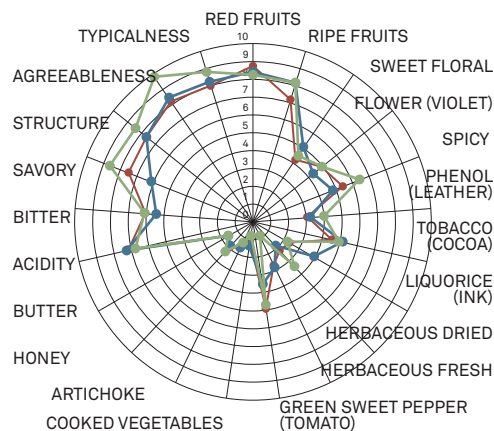 RED FRUITS
TYPICALNESS
RIPE FRUITS
AGREEABLENESS
SWEET FLORAL
FLOWER (VIOLET)
STRUCTURE
SPICY
SAVORY
PHENOL
(LEATHER)
BITTER
TOBACCO
(COCOA)
ACIDITY
LIQUORICE
(INK)
BUTTER
HERBACEOUS DRIED
HONEY
HERBACEOUS FRESH
ARTICHOKE
COOKED VEGETABLES
GREEN SWEET PEPPER
(TOMATO)
10
9
8
7
6
5
4
3
2
1
0